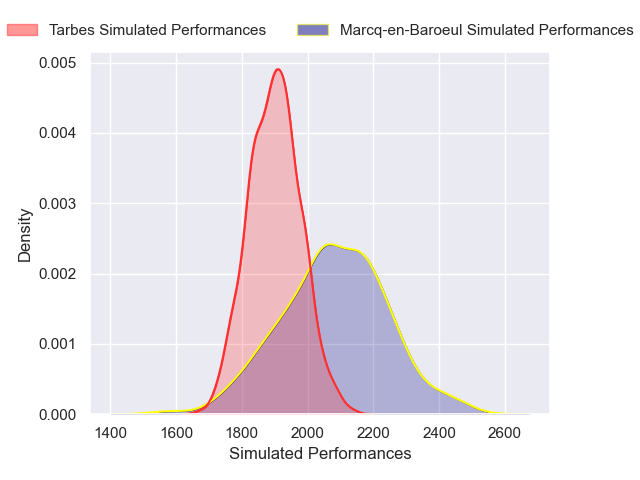 Tarbes Simulated Performances Marcq-en-Baroeul Simulated Performances
0.005
0.004
0.003
0.002
0.001
0.000
Density
1400 1600 1800 2000 2200 2400 2600
Simulated Performances